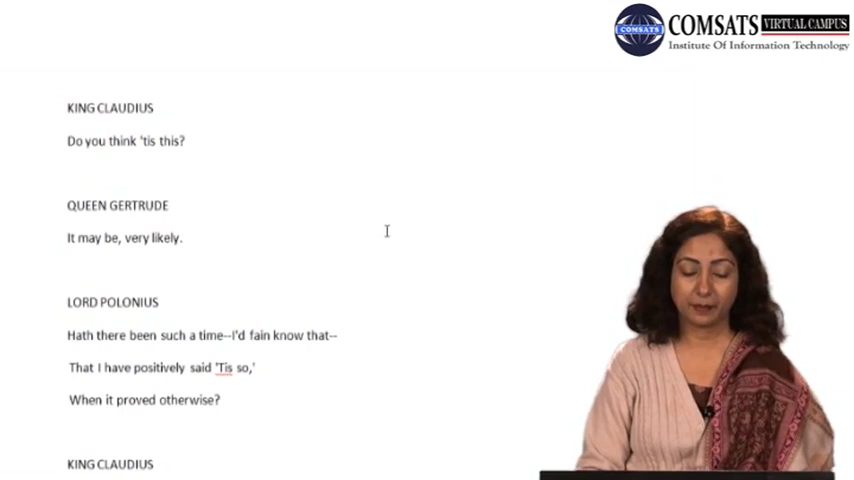 COMSATS VIRTUAL CAMPUS
COMSATS
Institute Of Information Technology
KING CLAUDIUS
Do you think 'tis this?
QUEEN GERTRUDE
It may be, very likely.
LORD POLONIUS
Hath there been such a time--I'd fain know that--
That I have positively said 'Tis so,'
When it proved otherwise?
KING CLAUDIUS